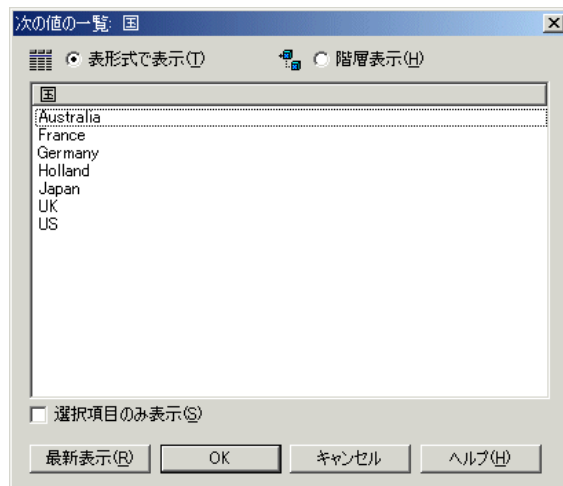 次の値の一覧: 国
表形式で表示(T) 階層表示(H)
国
Australia
France
Germany
Holland
Japan
UK
US
選択項目のみ表示(S)
最新表示(R) OK キャンセル ヘルプ(H)